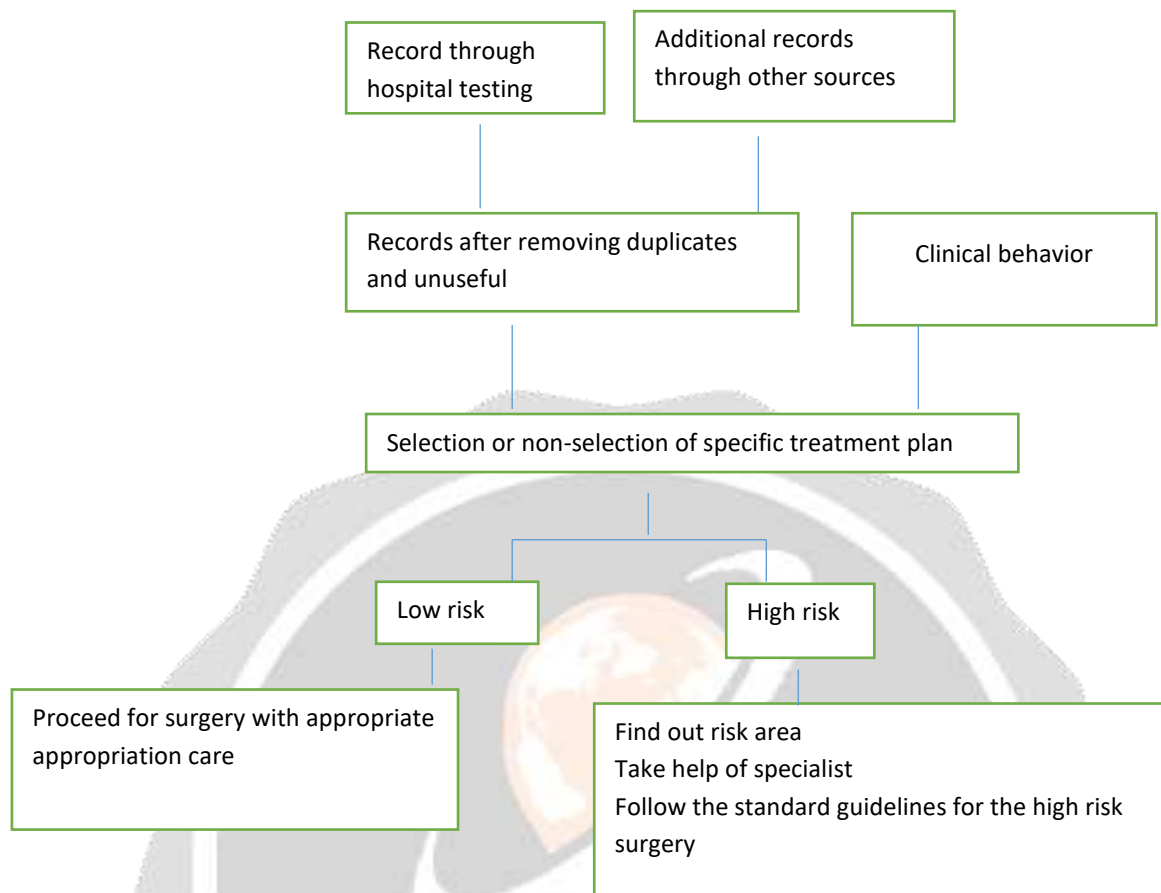 Record through
hospital testing
Additional records
through other sources
Records after removing duplicates
and unuseful
Clinical behavior
Selection or non-selection of specific treatment plan
Low risk
High risk
Proceed for surgery with appropriate
appropriation care
Find out risk area
Take help of specialist
Follow the standard guidelines for the high risk
surgery